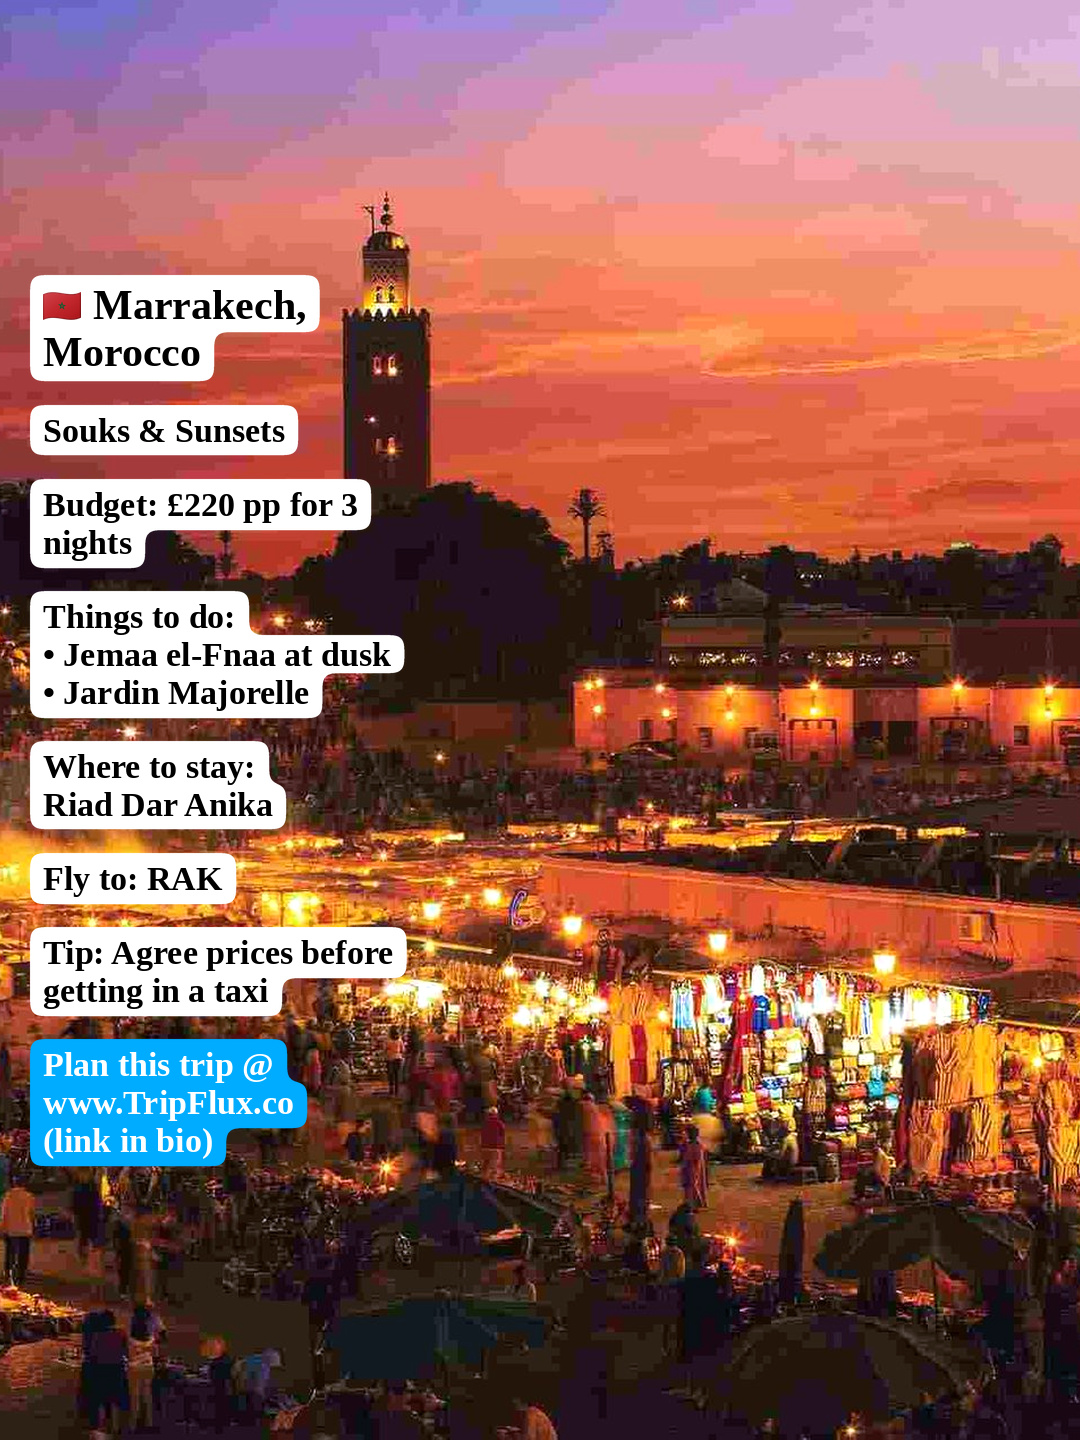 🇲🇦 Marrakech,
Morocco
Souks & Sunsets
Budget: £220 pp for 3
nights
Things to do:
• Jemaa el-Fnaa at dusk
• Jardin Majorelle
Where to stay:
Riad Dar Anika
Fly to: RAK
Tip: Agree prices before
getting in a taxi
Plan this trip @
www.TripFlux.co
(link in bio)